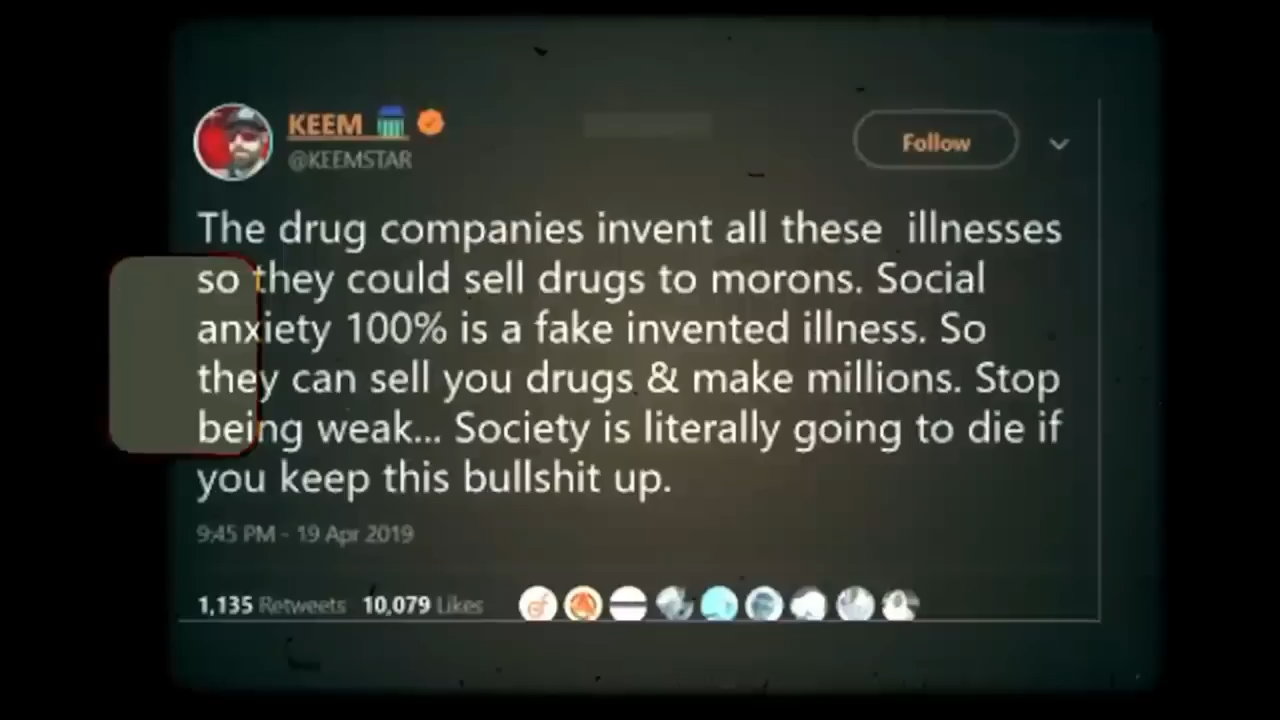 KEEM
@KEEMSTAR
Follow
The drug companies invent all these illnesses
so they could sell drugs to morons. Social
anxiety 100% is a fake invented illness. So
they can sell you drugs & make millions. Stop
being weak... Society is literally going to die if
you keep this bullshit up.
9:45 PM - 19 Apr 2019
1,135 Retweets 10,079 Likes